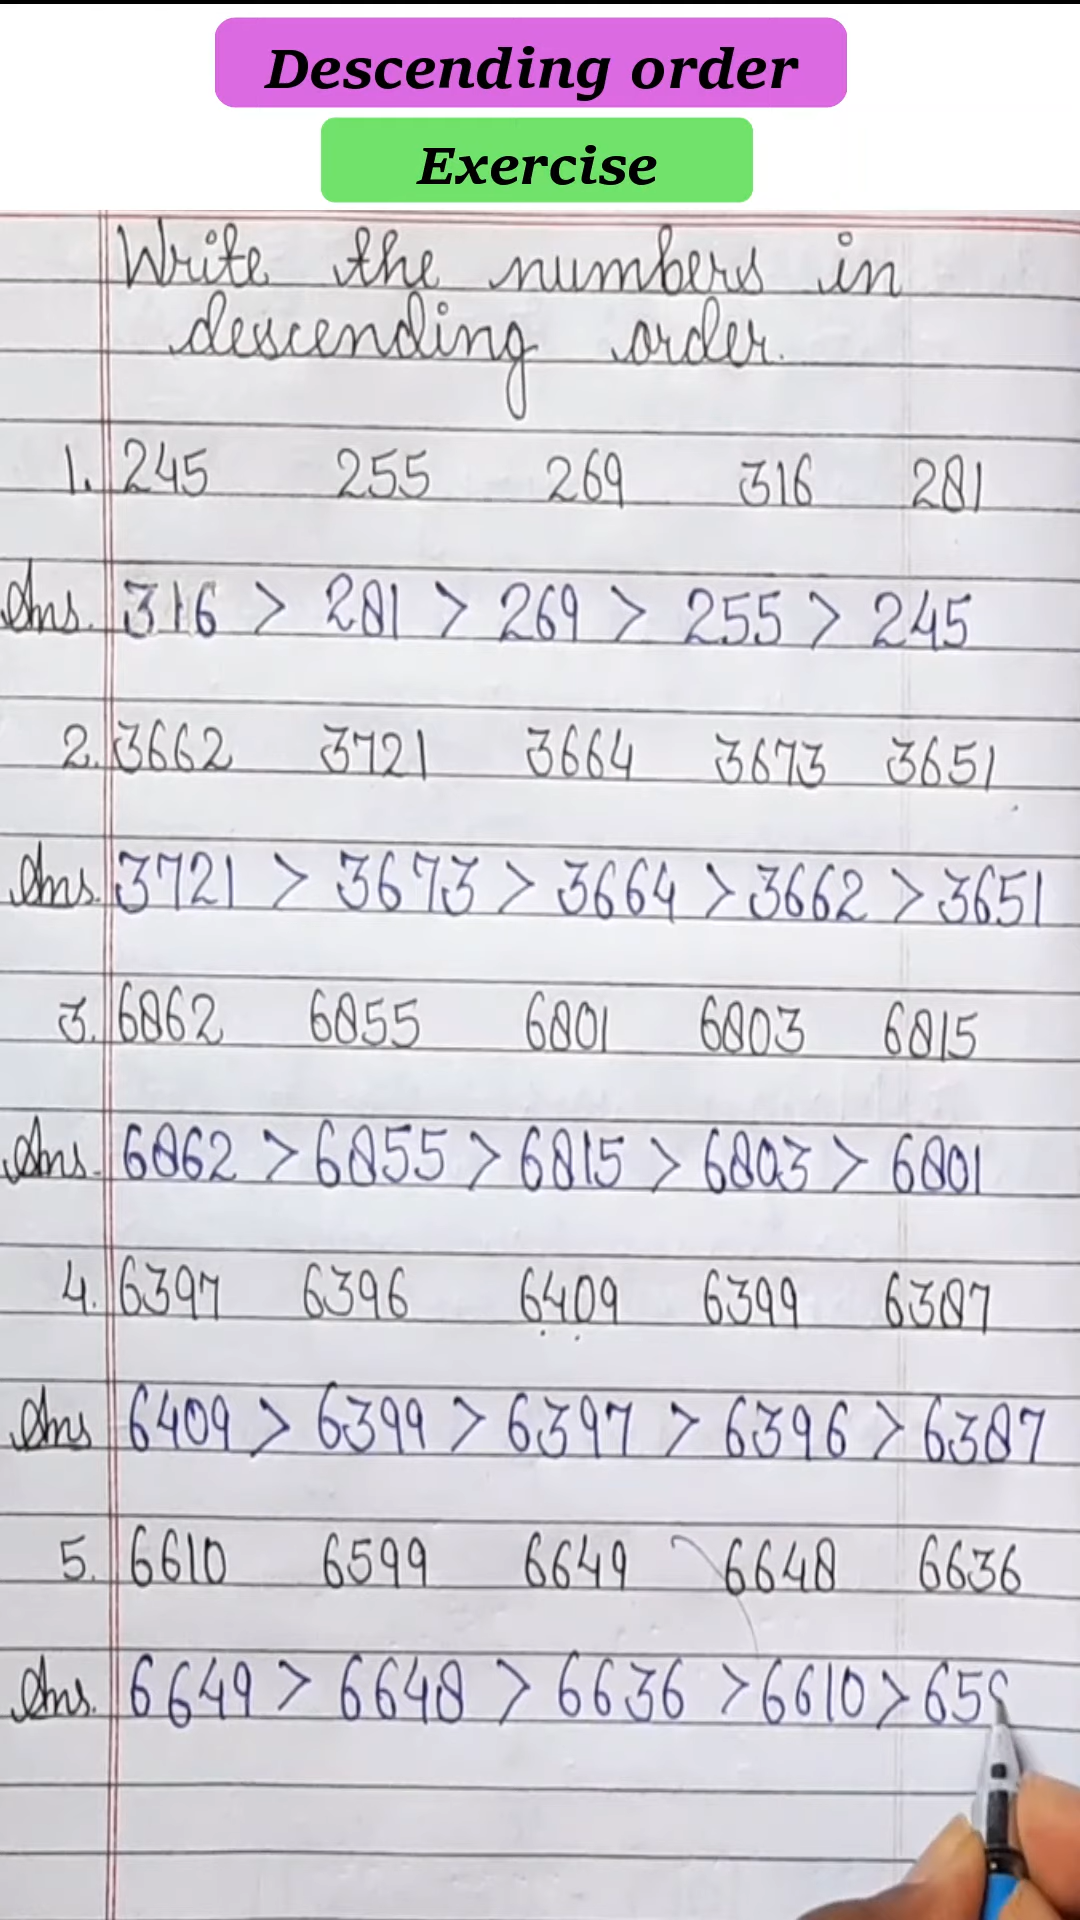 Descending order
Exercise
Write the numbers in
descending order.
1. 245 255 269 316 281
Ans. 316 > 281 > 269 > 255 > 245
2. 3662 3721 3664 3673 3651
Ans. 3721 > 3673 > 3664 > 3662 > 3651
3. 6862 6855 6801 6803 6815
Ans. 6862 > 6855 > 6815 > 6803 > 6801
4. 6397 6396 6409 6399 6387
Ans 6409 > 6399 > 6397 > 6396 > 6387
5. 6610 6599 6649 6648 6636
Ans. 6649 > 6648 > 6636 > 6610 > 65